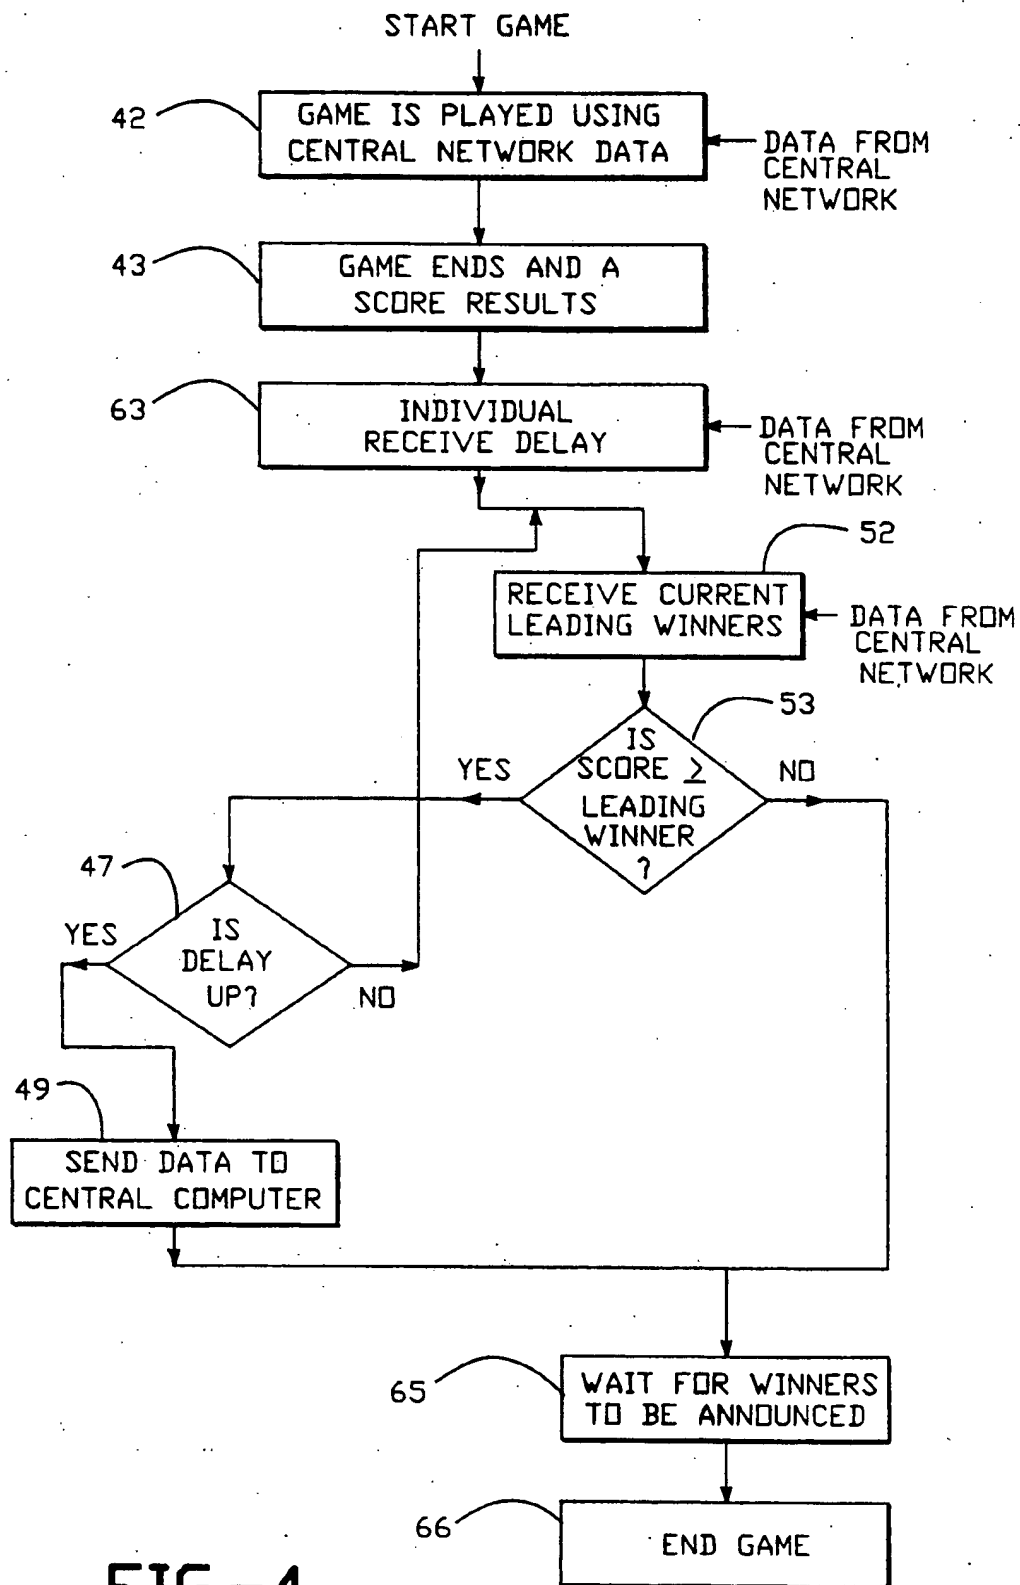 START GAME
42
GAME IS PLAYED USING
CENTRAL NETWORK DATA
DATA FROM
CENTRAL
NETWORK
43
GAME ENDS AND A
SCORE RESULTS
63
INDIVIDUAL
RECEIVE DELAY
DATA FROM
CENTRAL
NETWORK
52
RECEIVE CURRENT
LEADING WINNERS
DATA FROM
CENTRAL
NETWORK
53
IS
SCORE ≥
LEADING
WINNER
?
YES
NO
47
IS
DELAY
UP?
YES
NO
49
SEND DATA TO
CENTRAL COMPUTER
65
WAIT FOR WINNERS
TO BE ANNOUNCED
66
END GAME
FIG.-4